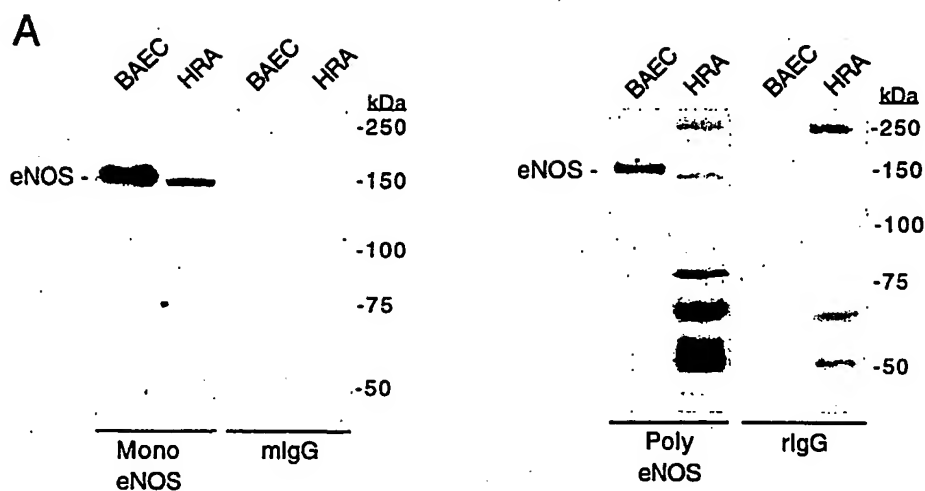 A
BAEC HRA BAEC HRA
kDa
-250
eNOS -
-150
-100
-75
-50
Mono
eNOS
mIgG
BAEC HRA BAEC HRA
kDa
-250
eNOS -
-150
-100
-75
-50
Poly
eNOS
rIgG